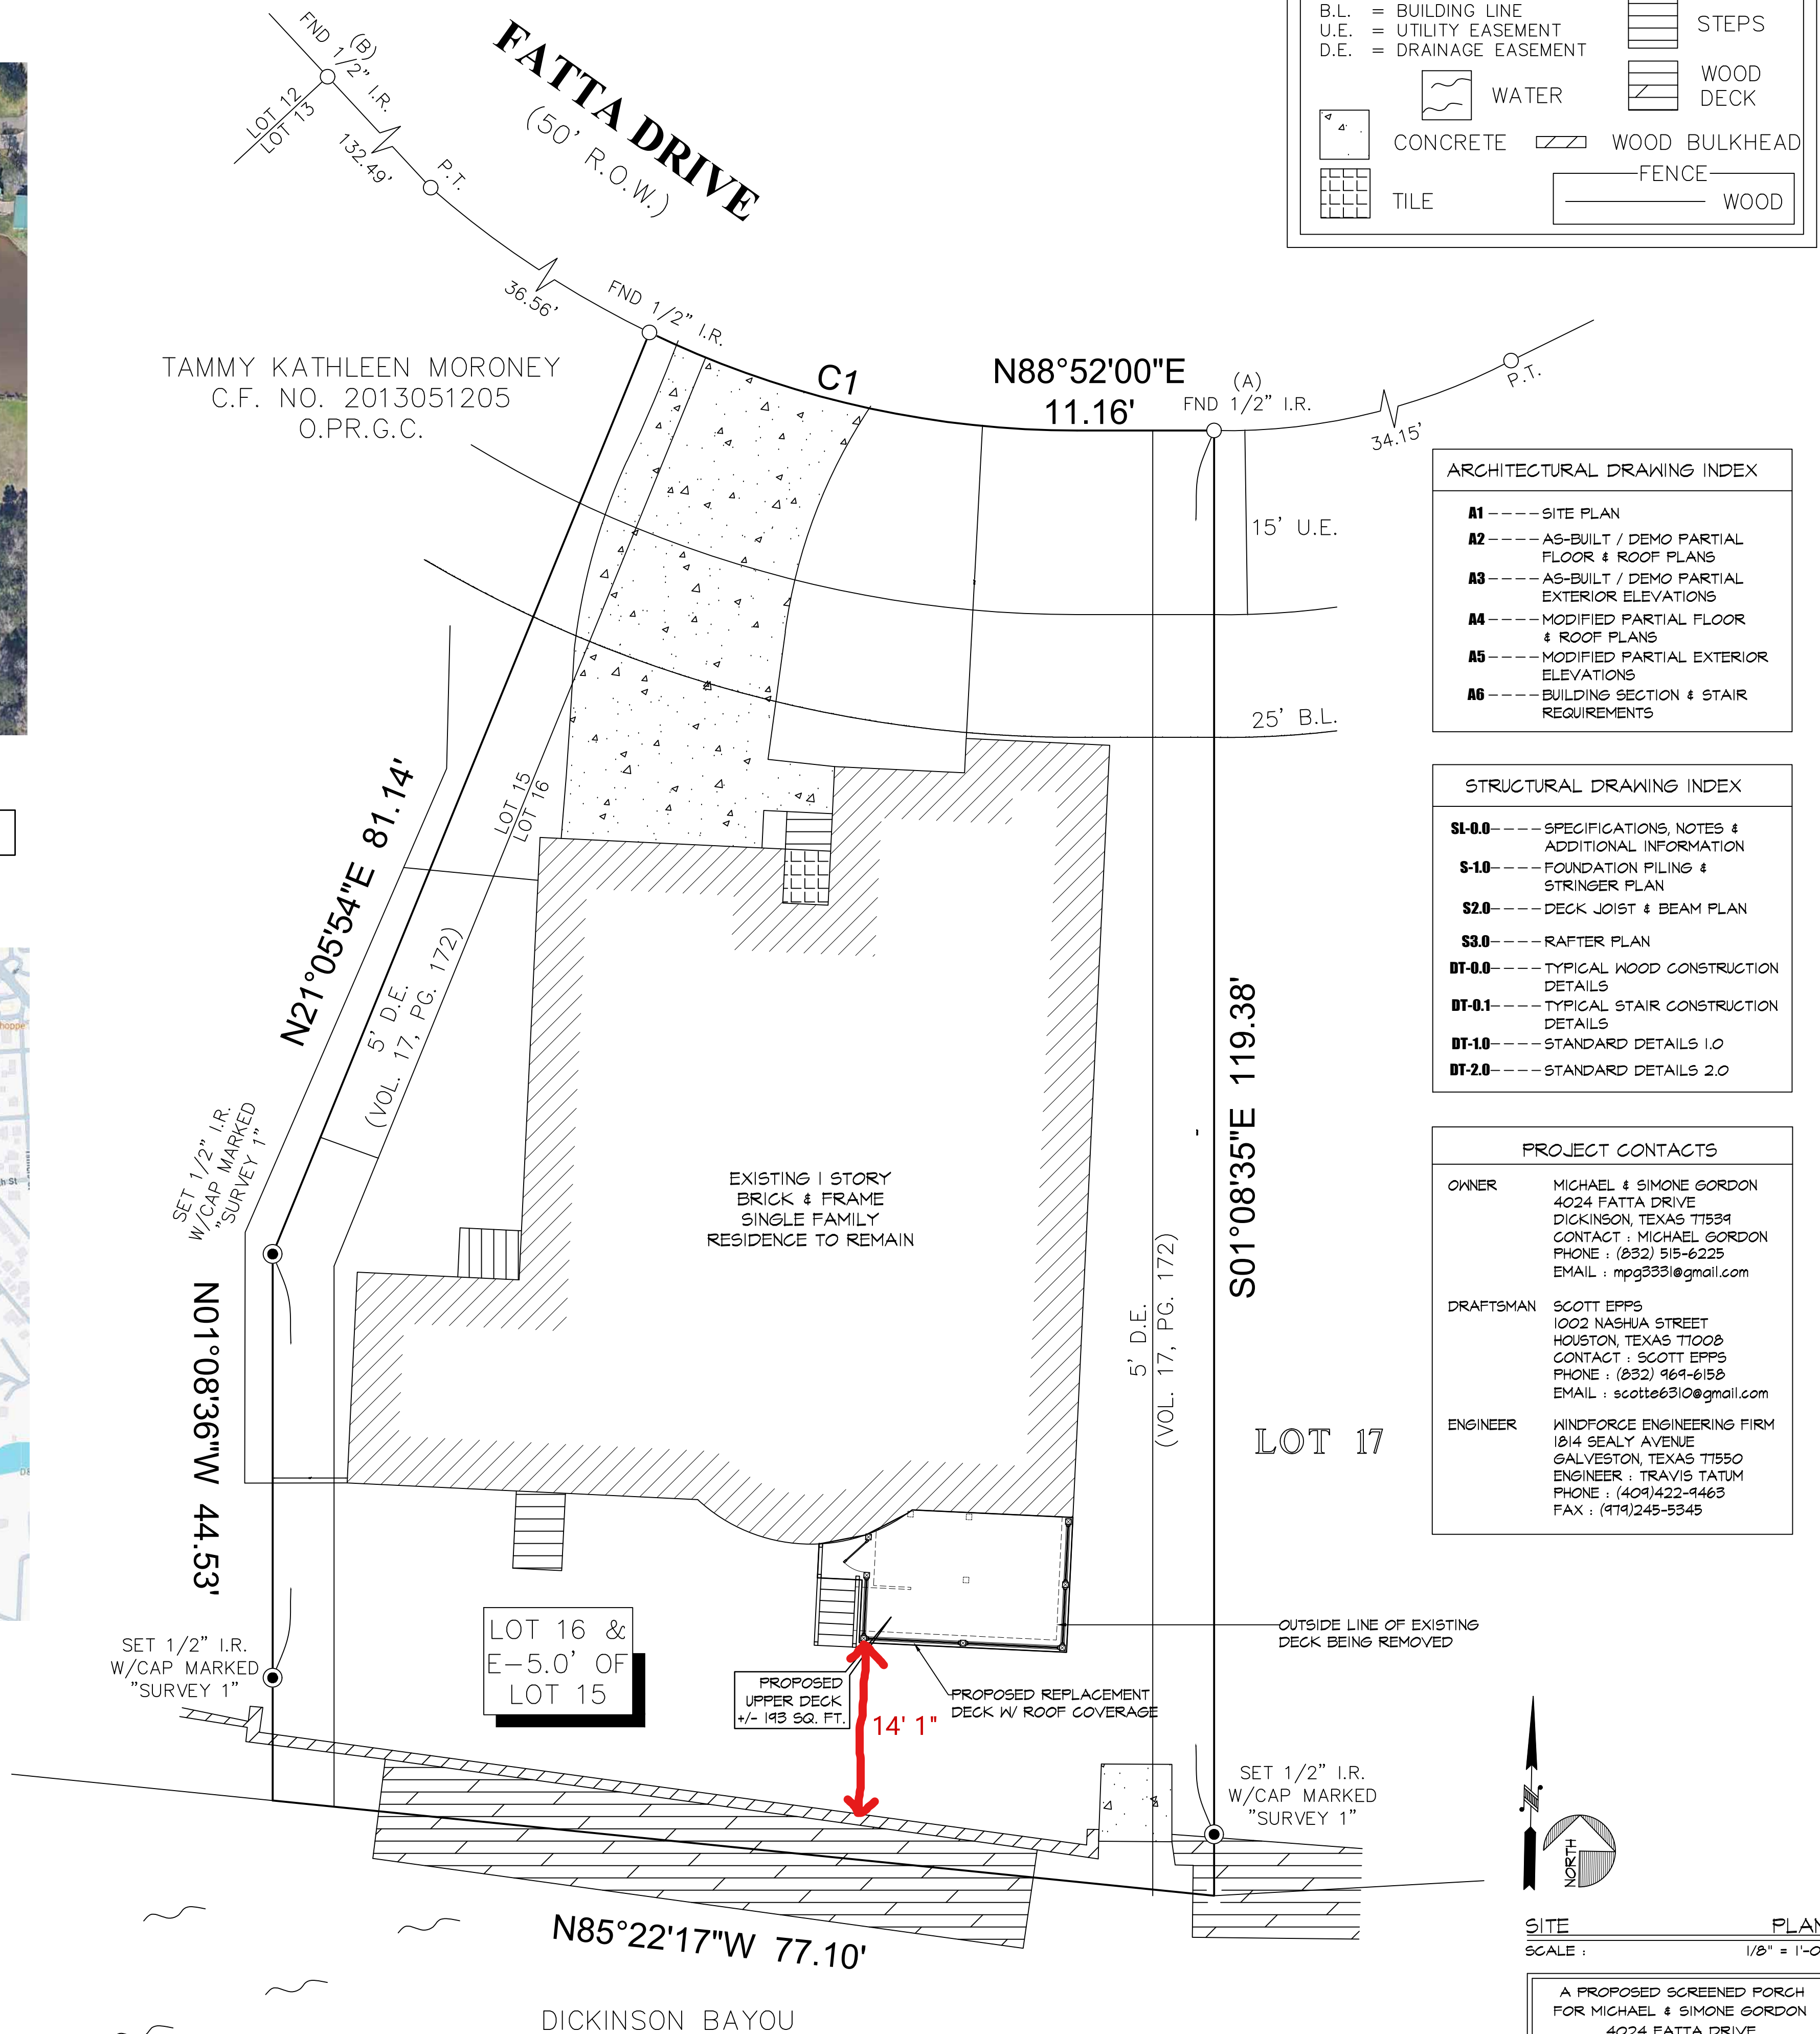 B.L. = BUILDING LINE
U.E. = UTILITY EASEMENT
D.E. = DRAINAGE EASEMENT
STEPS
WATER
WOOD
DECK
CONCRETE
WOOD BULKHEAD
TILE
FENCE
WOOD
FATTA DRIVE
(50' R.O.W.)
(B)
FND 1/2" I.R.
LOT 12
LOT 13
132.49'
P.T.
36.56'
FND 1/2" I.R.
TAMMY KATHLEEN MORONEY
C.F. NO. 2013051205
O.PR.G.C.
C1
N88°52'00"E
11.16'
(A)
FND 1/2" I.R.
34.15'
P.T.
15' U.E.
25' B.L.
ARCHITECTURAL DRAWING INDEX
A1 ---- SITE PLAN
A2 ---- AS-BUILT / DEMO PARTIAL
FLOOR & ROOF PLANS
A3 ---- AS-BUILT / DEMO PARTIAL
EXTERIOR ELEVATIONS
A4 ---- MODIFIED PARTIAL FLOOR
& ROOF PLANS
A5 ---- MODIFIED PARTIAL EXTERIOR
ELEVATIONS
A6 ---- BUILDING SECTION & STAIR
REQUIREMENTS
STRUCTURAL DRAWING INDEX
SL-0.0 ---- SPECIFICATIONS, NOTES &
ADDITIONAL INFORMATION
S-1.0 ---- FOUNDATION PILING &
STRINGER PLAN
S2.0 ---- DECK JOIST & BEAM PLAN
S3.0 ---- RAFTER PLAN
DT-0.0 ---- TYPICAL WOOD CONSTRUCTION
DETAILS
DT-0.1 ---- TYPICAL STAIR CONSTRUCTION
DETAILS
DT-1.0 ---- STANDARD DETAILS 1.0
DT-2.0 ---- STANDARD DETAILS 2.0
PROJECT CONTACTS
OWNER MICHAEL & SIMONE GORDON
4024 FATTA DRIVE
DICKINSON, TEXAS 77539
CONTACT : MICHAEL GORDON
PHONE : (832) 515-6225
EMAIL : mpg3331@gmail.com
DRAFTSMAN SCOTT EPPS
1002 NASHUA STREET
HOUSTON, TEXAS 77008
CONTACT : SCOTT EPPS
PHONE : (832) 969-6158
EMAIL : scotte6310@gmail.com
ENGINEER WINDFORCE ENGINEERING FIRM
1814 SEALY AVENUE
GALVESTON, TEXAS 77550
ENGINEER : TRAVIS TATUM
PHONE : (409)422-9463
FAX : (979)245-5345
LOT 15
LOT 16
N21°05'54"E 81.14'
5' D.E.
(VOL. 17, PG. 172)
SET 1/2" I.R.
W/CAP MARKED
"SURVEY 1"
N01°08'36"W 44.53'
EXISTING 1 STORY
BRICK & FRAME
SINGLE FAMILY
RESIDENCE TO REMAIN
S01°08'35"E 119.38'
5' D.E.
(VOL. 17, PG. 172)
LOT 17
SET 1/2" I.R.
W/CAP MARKED
"SURVEY 1"
LOT 16 &
E-5.0' OF
LOT 15
OUTSIDE LINE OF EXISTING
DECK BEING REMOVED
PROPOSED
UPPER DECK
+/- 193 SQ. FT.
PROPOSED REPLACEMENT
DECK W/ ROOF COVERAGE
14' 1"
SET 1/2" I.R.
W/CAP MARKED
"SURVEY 1"
N85°22'17"W 77.10'
DICKINSON BAYOU
NORTH
SITE PLAN
SCALE : 1/8" = 1'-0
A PROPOSED SCREENED PORCH
FOR MICHAEL & SIMONE GORDON
4024 FATTA DRIVE
hoppe
h St